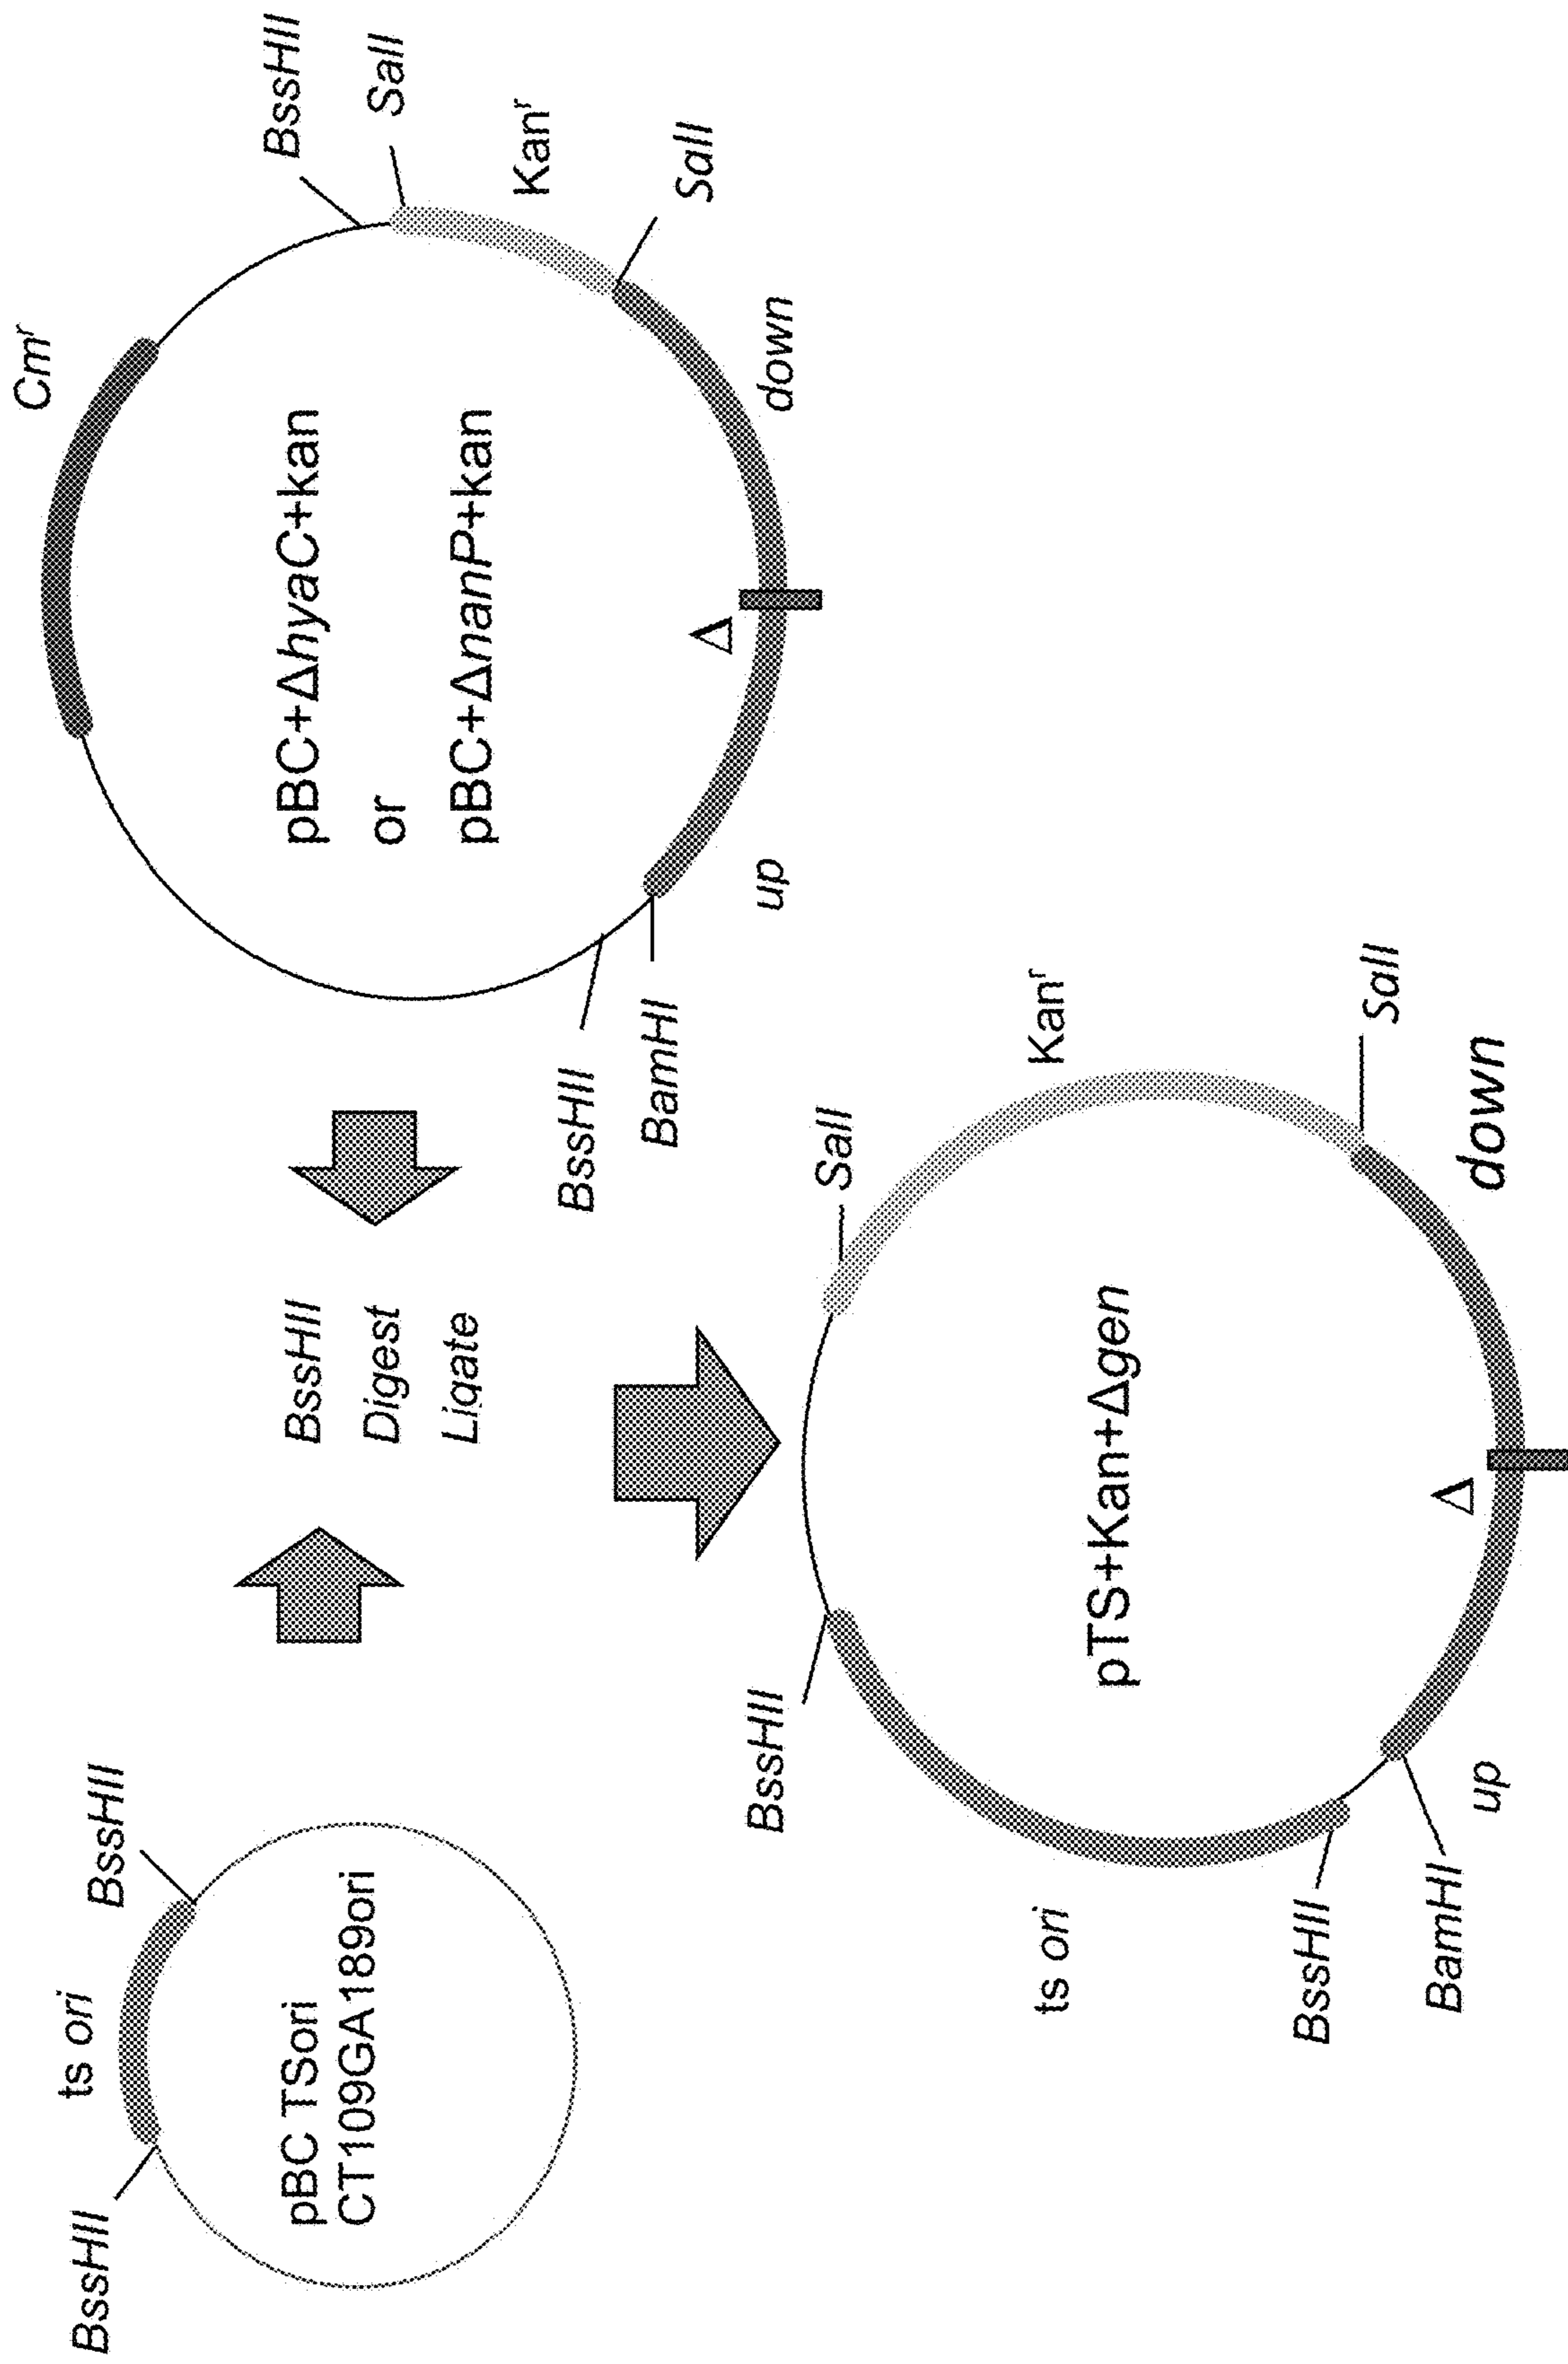 ts ori
BssHII
BssHII
pBC TSori
CT109GA189ori
BssHII
Digest
Ligate
Cmʳ
BssHII
SalI
Kanʳ
SalI
pBC+ΔhyaC+kan
or
pBC+ΔnanP+kan
Δ
down
up
BssHII
BamHI
BssHII
SalI
Kanʳ
ts ori
pTS+Kan+Δgen
SalI
BssHII
Δ
BamHI
up
down